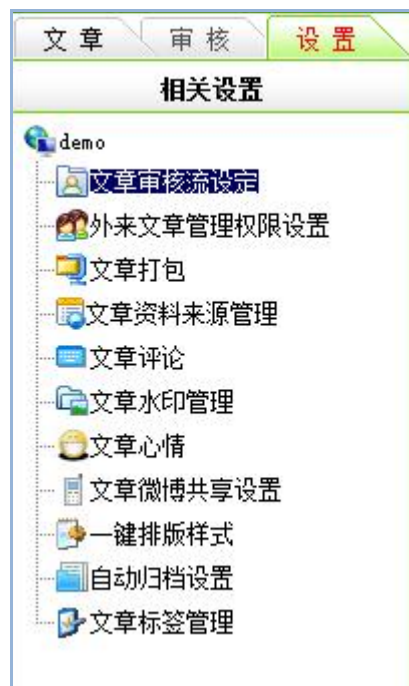 文章 审核 设置
相关设置
demo
文章审核流设定
外来文章管理权限设置
文章打包
文章资料来源管理
文章评论
文章水印管理
文章心情
文章微博共享设置
一键排版样式
自动归档设置
文章标签管理